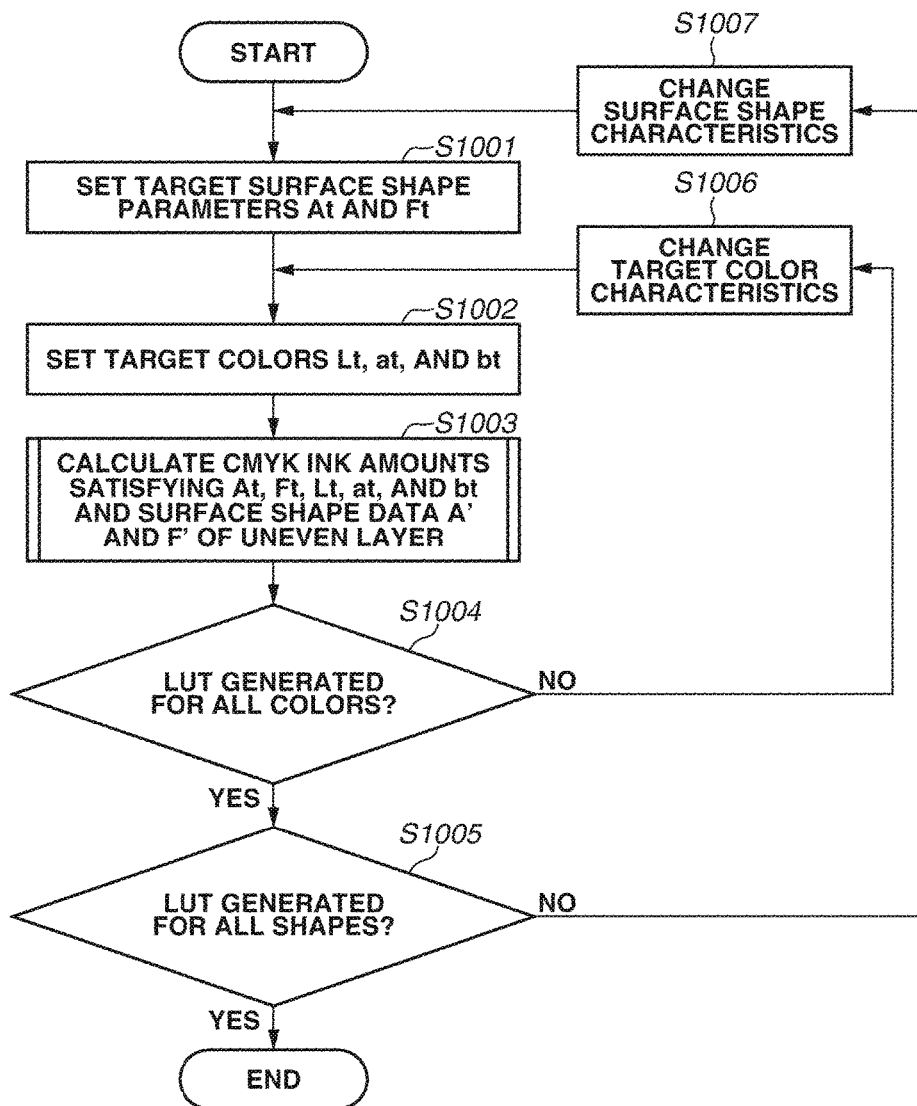 START
S1007
CHANGE
SURFACE SHAPE
CHARACTERISTICS
S1001
SET TARGET SURFACE SHAPE
PARAMETERS At AND Ft
S1006
CHANGE
TARGET COLOR
CHARACTERISTICS
S1002
SET TARGET COLORS Lt, at, AND bt
S1003
CALCULATE CMYK INK AMOUNTS
SATISFYING At, Ft, Lt, at, AND bt
AND SURFACE SHAPE DATA A'
AND F' OF UNEVEN LAYER
S1004
LUT GENERATED
FOR ALL COLORS?
NO
YES
S1005
LUT GENERATED
FOR ALL SHAPES?
NO
YES
END